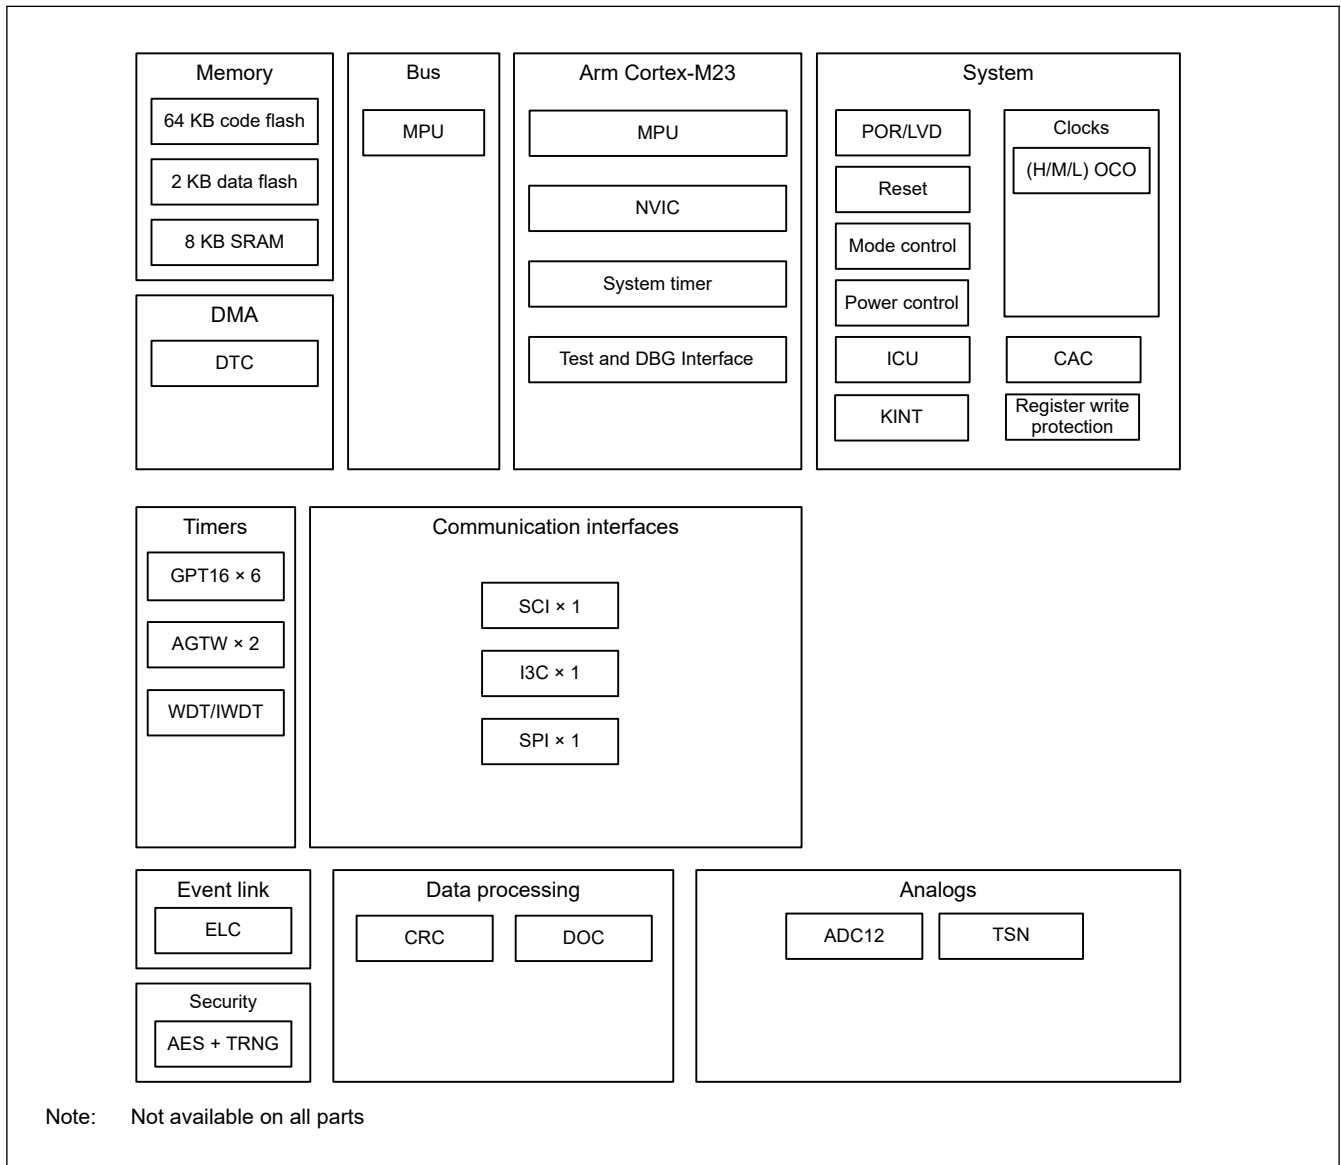 Memory
64 KB code flash
2 KB data flash
8 KB SRAM
DMA
DTC
Bus
MPU
Arm Cortex-M23
MPU
NVIC
System timer
Test and DBG Interface
System
POR/LVD
Reset
Mode control
Power control
ICU
KINT
Clocks
(H/M/L) OCO
CAC
Register write
protection
Timers
GPT16 × 6
AGTW × 2
WDT/IWDT
Communication interfaces
SCI × 1
I3C × 1
SPI × 1
Event link
ELC
Security
AES + TRNG
Data processing
CRC
DOC
Analogs
ADC12
TSN
Note: Not available on all parts